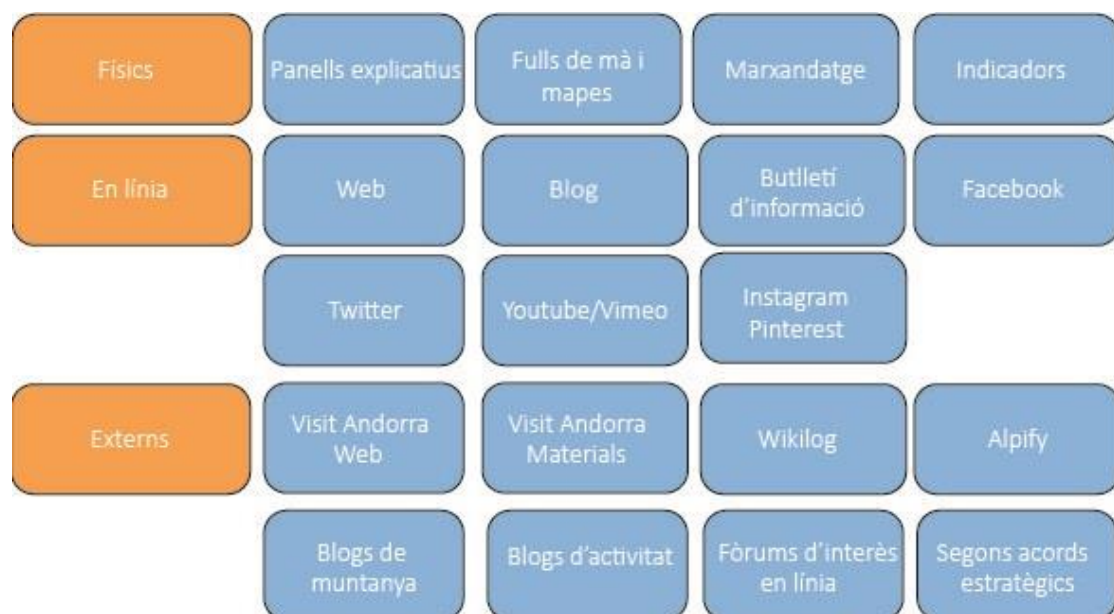 Físics
Panells explicatius
Fulls de mà i
mapes
Marxandatge
Indicadors
En línia
Web
Blog
Butlletí
d'informació
Facebook
Twitter
Youtube/Vimeo
Instagram
Pinterest
Externs
Visit Andorra
Web
Visit Andorra
Materials
Wikilog
Alpify
Blogs de
muntanya
Blogs d'activitat
Fòrums d'interès
en línia
Segons acords
estratègics